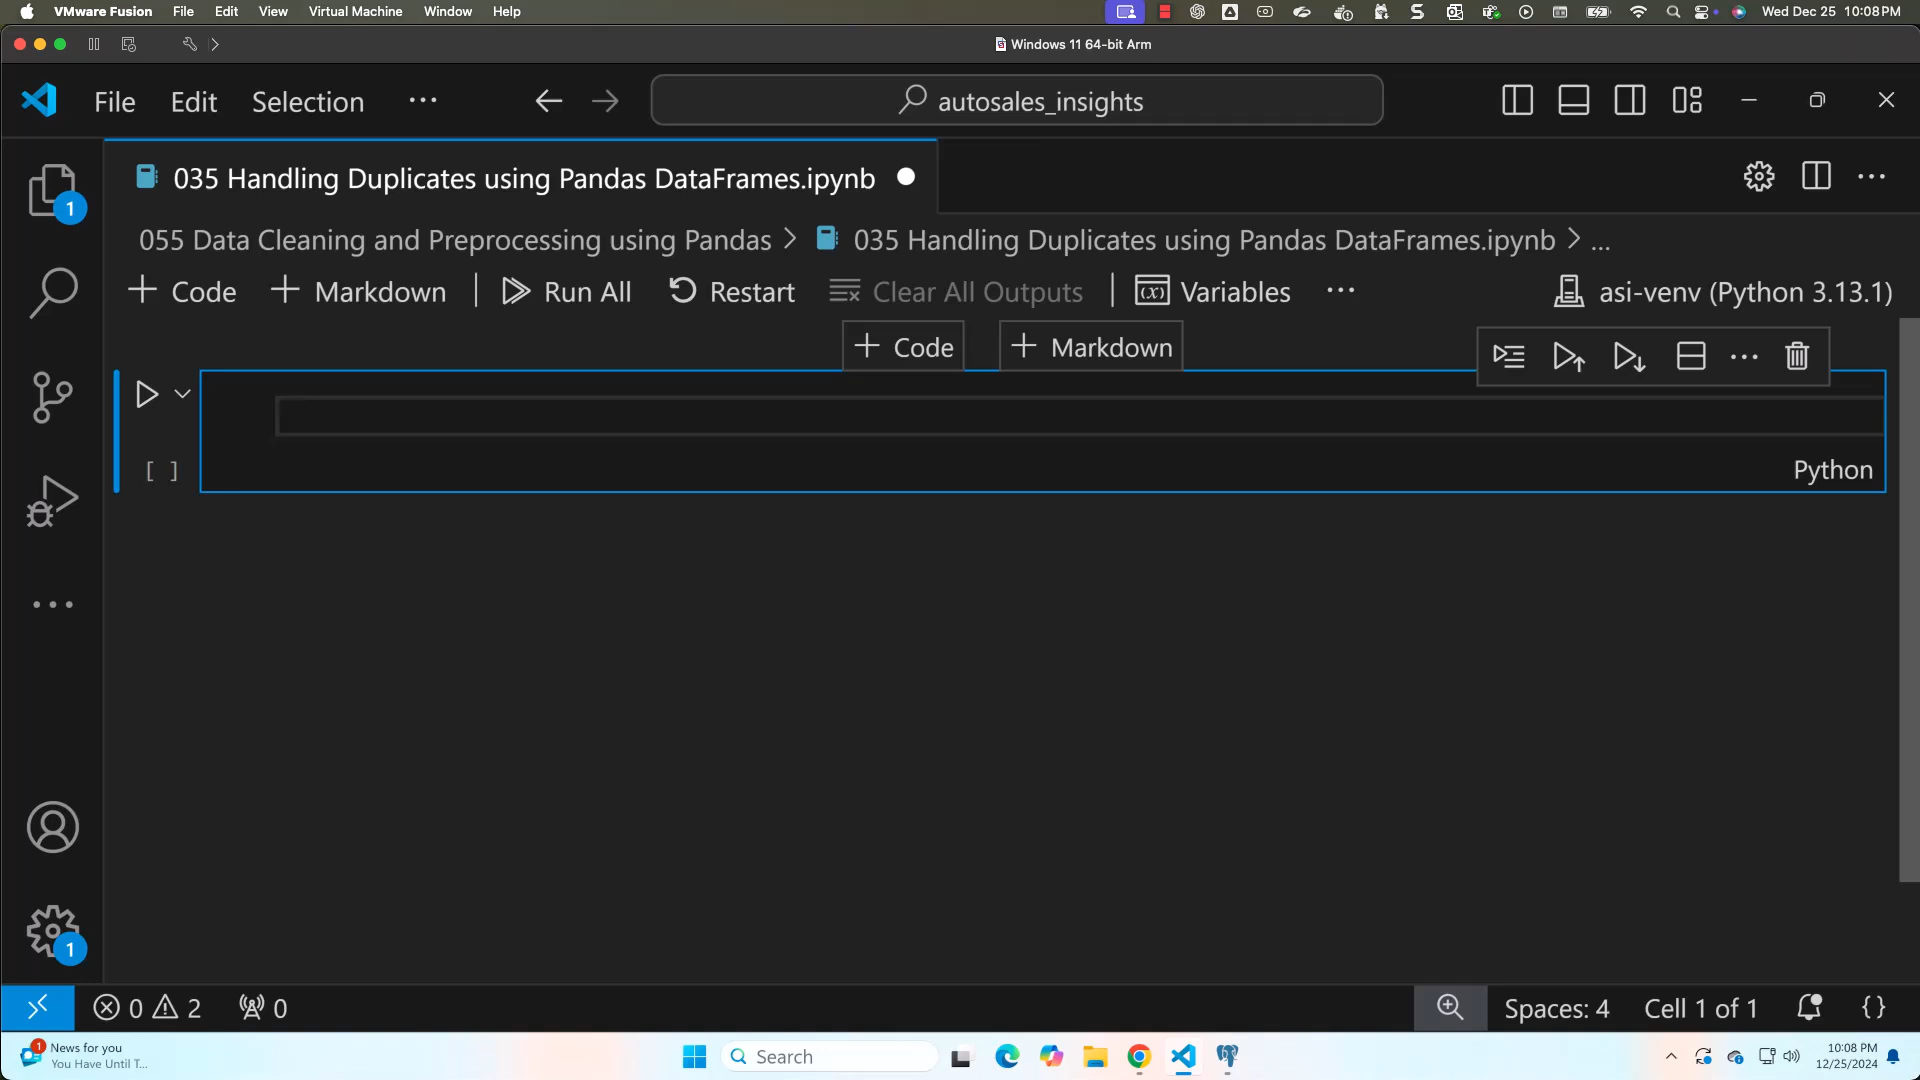 VMware Fusion File Edit View Virtual Machine Window Help Wed Dec 25 10:08 PM
Windows 11 64-bit Arm
File Edit Selection ··· autosales_insights
035 Handling Duplicates using Pandas DataFrames.ipynb
055 Data Cleaning and Preprocessing using Pandas > 035 Handling Duplicates using Pandas DataFrames.ipynb > ...
+ Code + Markdown Run All Restart Clear All Outputs Variables ··· asi-venv (Python 3.13.1)
+ Code + Markdown
[ ]
Python
1
1
0 2 0 Spaces: 4 Cell 1 of 1 {}
1 News for you
You Have Until T...
Search
10:08 PM
12/25/2024